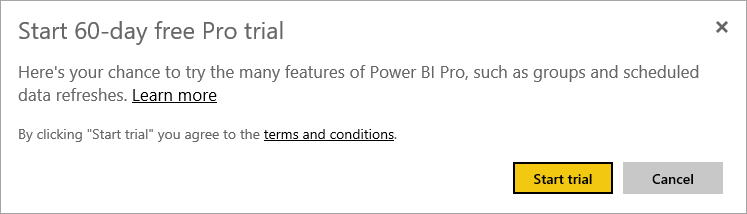 Start 60-day free Pro trial
Here's your chance to try the many features of Power BI Pro, such as groups and scheduled
data refreshes. Learn more
By clicking "Start trial" you agree to the terms and conditions.
Start trial Cancel